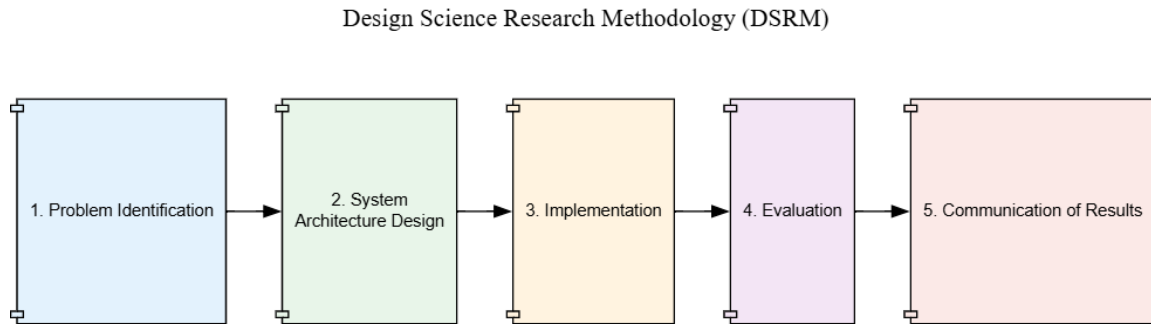 Design Science Research Methodology (DSRM)
1. Problem Identification
2. System
Architecture Design
3. Implementation
4. Evaluation
5. Communication of Results